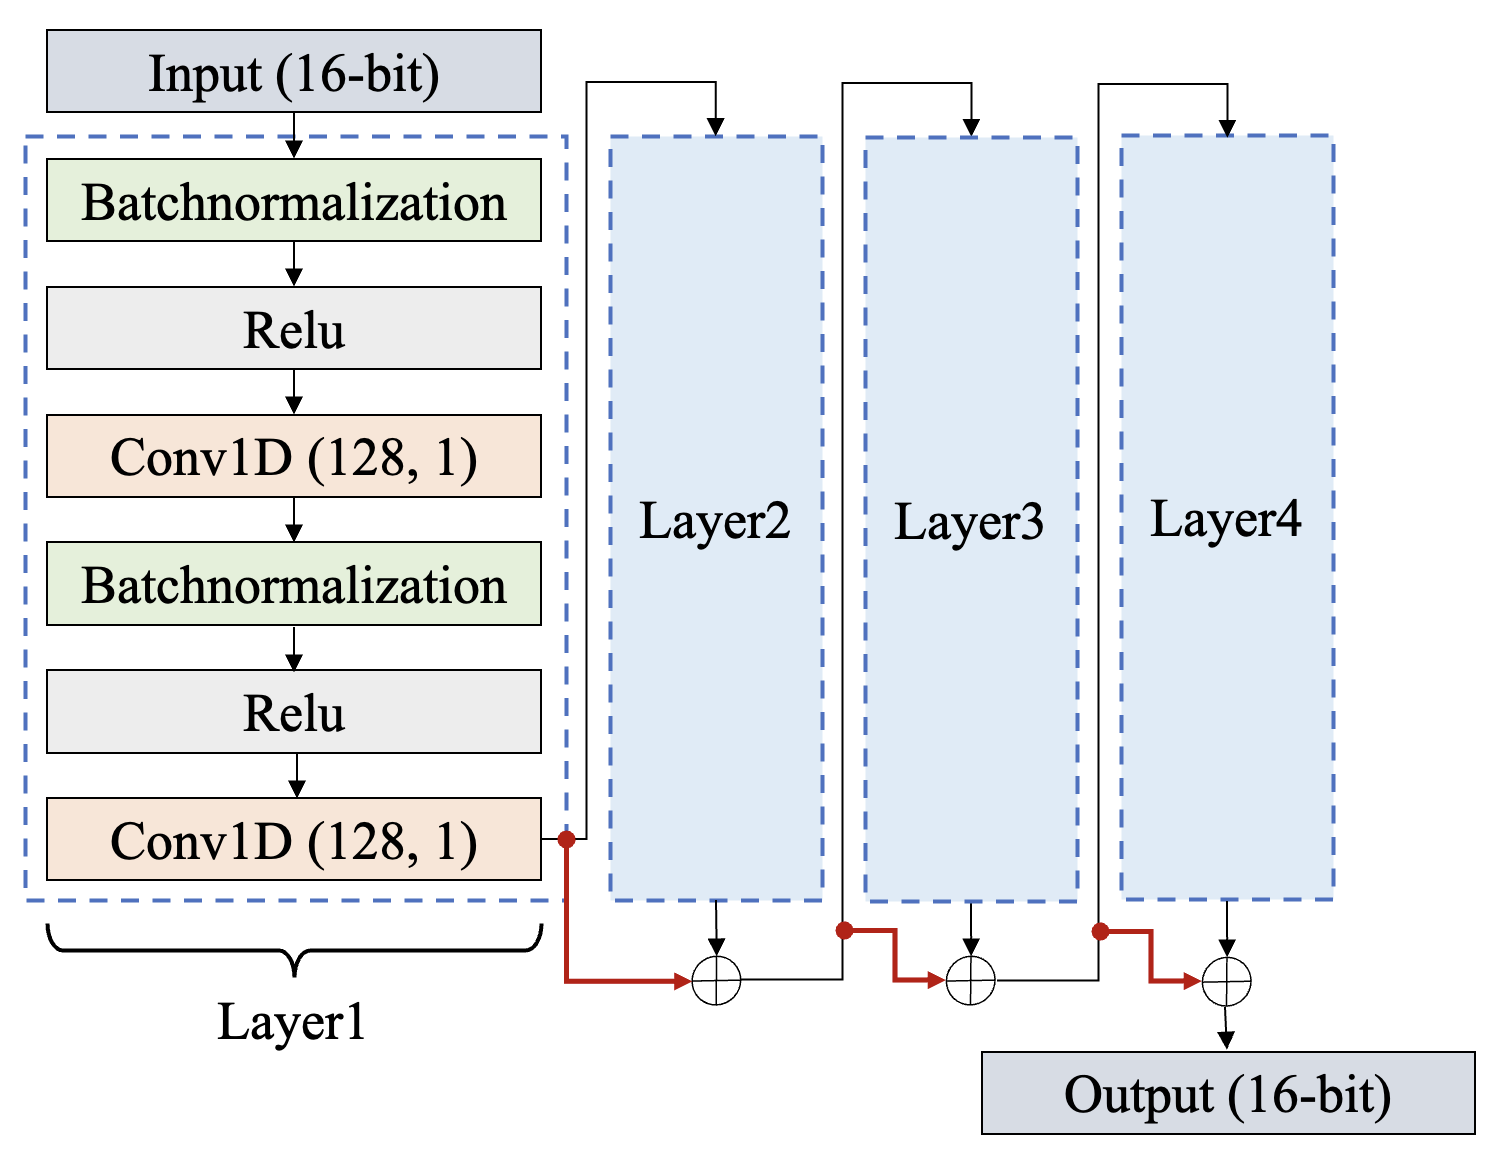 Input (16-bit)
Batchnormalization
Relu
Conv1D (128, 1)
Batchnormalization
Relu
Conv1D (128, 1)
Layer1
Layer2
Layer3
Layer4
Output (16-bit)